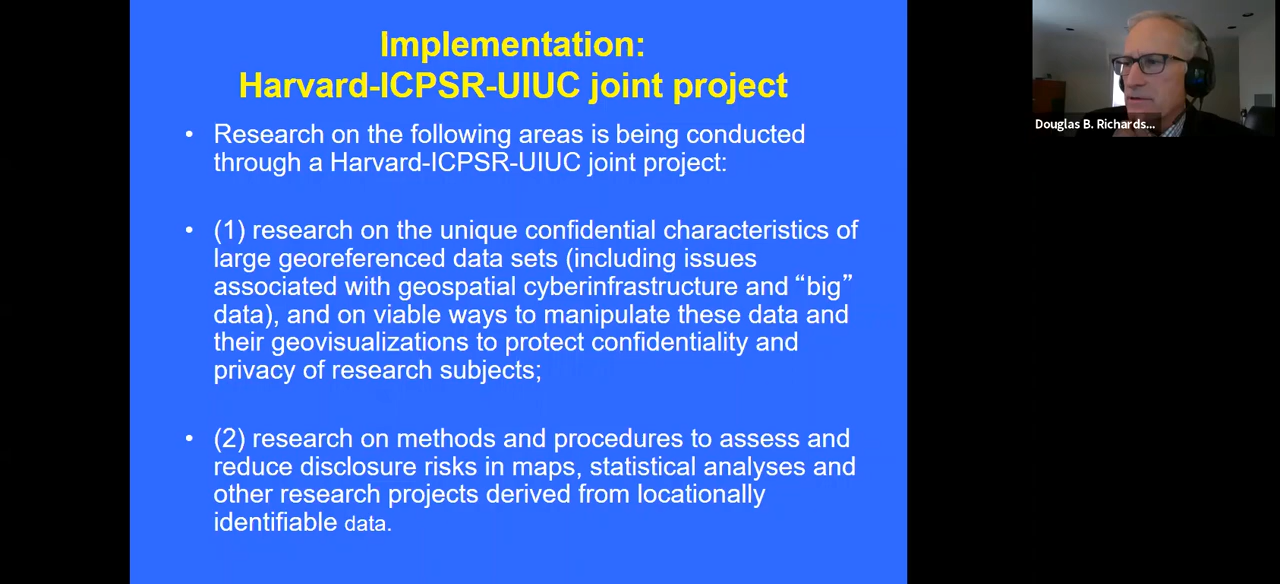 Implementation:
Harvard-ICPSR-UIUC joint project
• Research on the following areas is being conducted
through a Harvard-ICPSR-UIUC joint project:
• (1) research on the unique confidential characteristics of
large georeferenced data sets (including issues
associated with geospatial cyberinfrastructure and “big”
data), and on viable ways to manipulate these data and
their geovisualizations to protect confidentiality and
privacy of research subjects;
• (2) research on methods and procedures to assess and
reduce disclosure risks in maps, statistical analyses and
other research projects derived from locationally
identifiable data.
Douglas B. Richards...